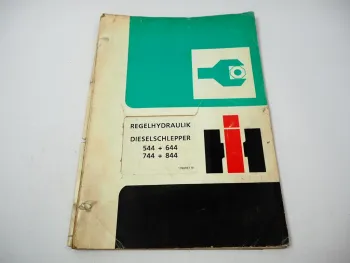 REGELHYDRAULIK
DIESELSCHLEPPER
544 + 644
744 + 844